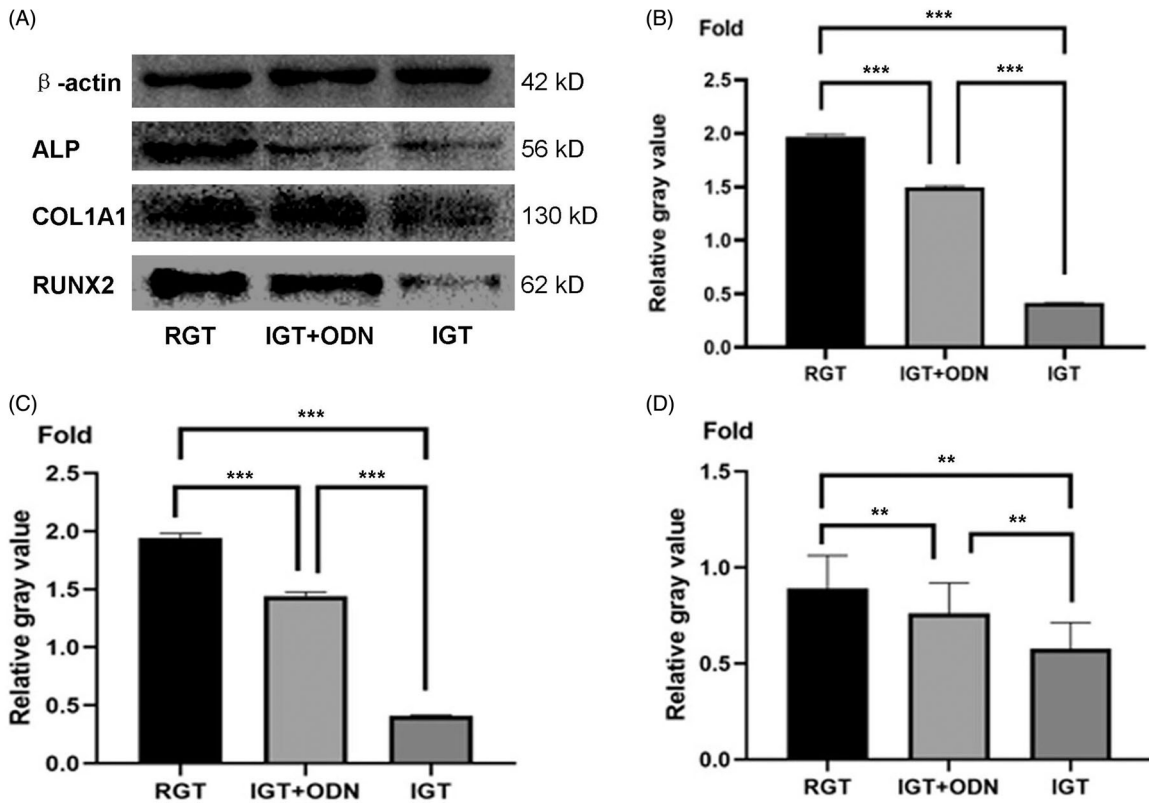 (A)
β-actin 42 kD
ALP 56 kD
COL1A1 130 kD
RUNX2 62 kD
RGT IGT+ODN IGT
(B)
Fold
***
*** ***
Relative gray value
2.5
2.0
1.5
1.0
0.5
0.0
RGT IGT+ODN IGT
(C)
Fold
***
*** ***
Relative gray value
2.5
2.0
1.5
1.0
0.5
0.0
RGT IGT+ODN IGT
(D)
Fold
**
** **
Relative gray value
1.5
1.0
0.5
0.0
RGT IGT+ODN IGT